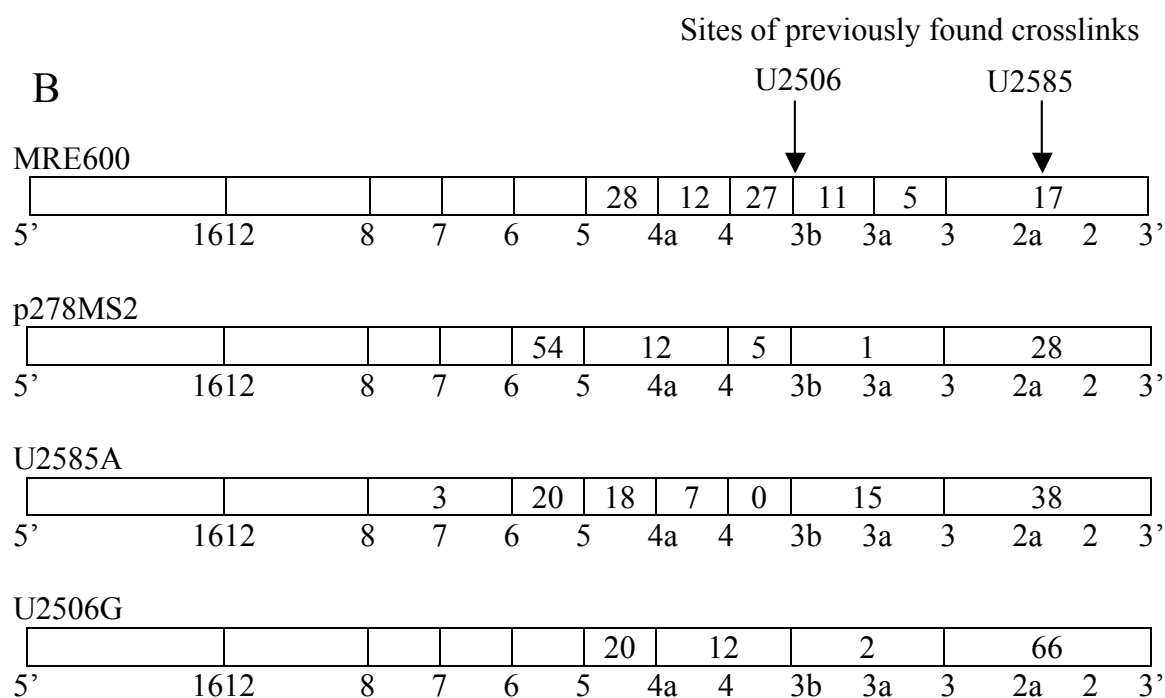 Sites of previously found crosslinks
B
U2506 U2585
MRE600
28 12 27 11 5 17
5’ 1612 8 7 6 5 4a 4 3b 3a 3 2a 2 3’
p278MS2
54 12 5 1 28
5’ 1612 8 7 6 5 4a 4 3b 3a 3 2a 2 3’
U2585A
3 20 18 7 0 15 38
5’ 1612 8 7 6 5 4a 4 3b 3a 3 2a 2 3’
U2506G
20 12 2 66
5’ 1612 8 7 6 5 4a 4 3b 3a 3 2a 2 3’